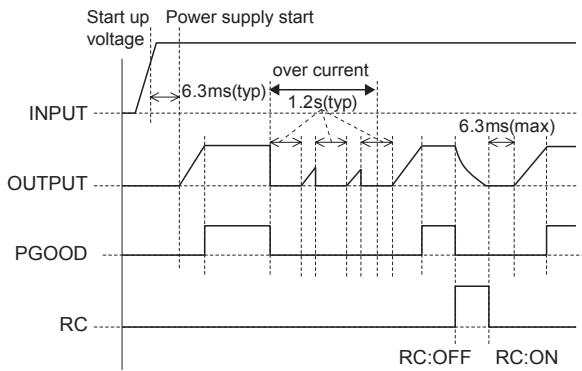 Start up voltage
Power supply start
6.3ms(typ)
over current
1.2s(typ)
INPUT
6.3ms(max)
OUTPUT
PGOOD
RC
RC:OFF
RC:ON